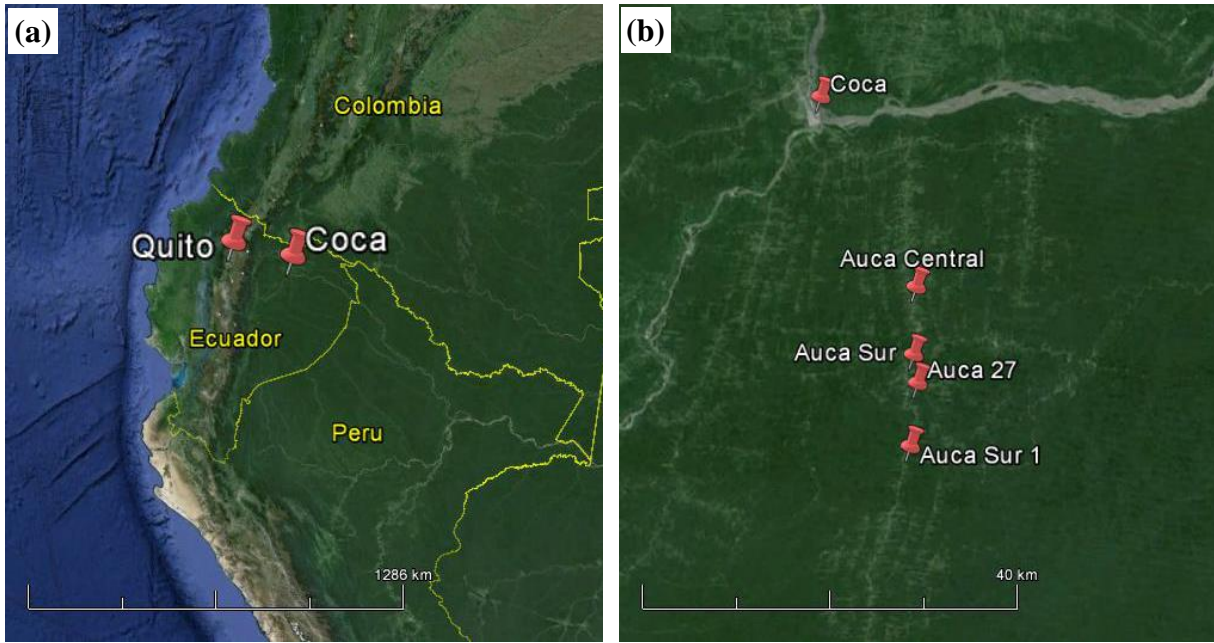 (a)
Colombia
Quito
Coca
Ecuador
Peru
1286 km
(b)
Coca
Auca Central
Auca Sur
Auca 27
Auca Sur 1
40 km